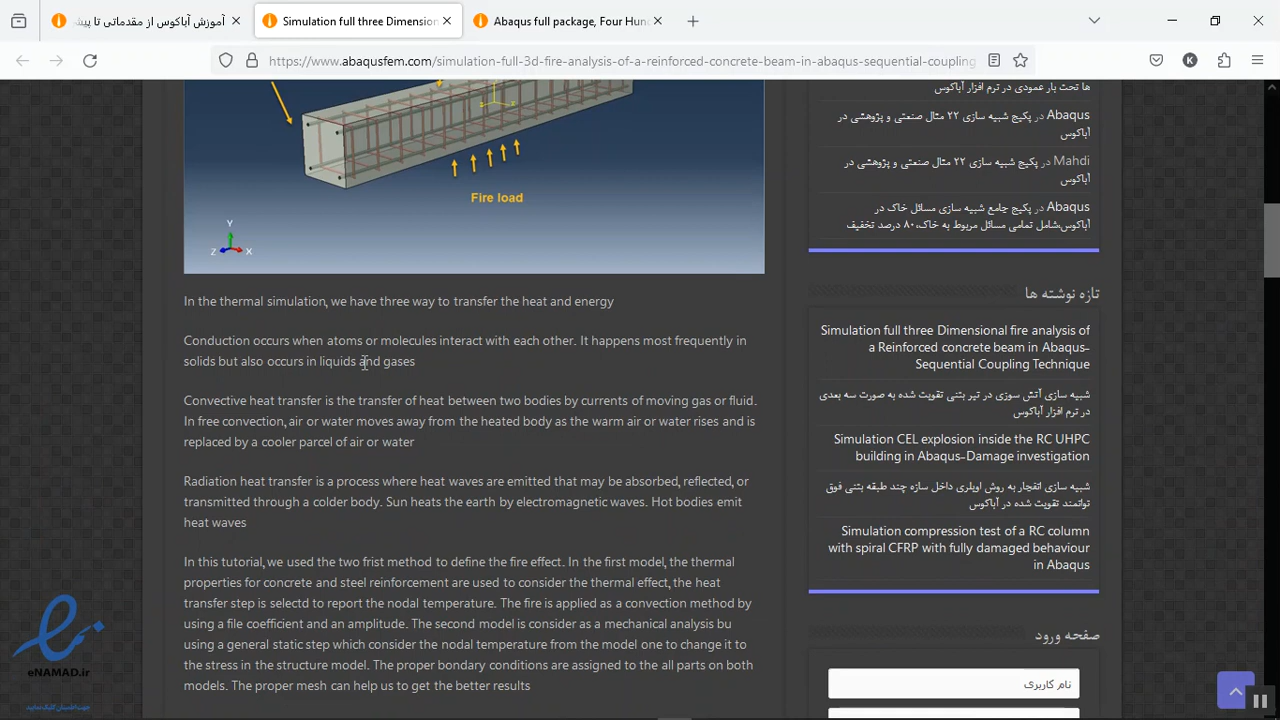 آموزش آباکوس از مقدماتی تا پیش
Simulation full three Dimension
Abaqus full package, Four Hun
https://www.abaqusfem.com/simulation-full-3d-fire-analysis-of-a-reinforced-concrete-beam-in-abaqus-sequential-coupling
K
Fire load
Y
Z X
In the thermal simulation, we have three way to transfer the heat and energy
Conduction occurs when atoms or molecules interact with each other. It happens most frequently in
solids but also occurs in liquids and gases
Convective heat transfer is the transfer of heat between two bodies by currents of moving gas or fluid.
In free convection, air or water moves away from the heated body as the warm air or water rises and is
replaced by a cooler parcel of air or water
Radiation heat transfer is a process where heat waves are emitted that may be absorbed, reflected, or
transmitted through a colder body. Sun heats the earth by electromagnetic waves. Hot bodies emit
heat waves
In this tutorial, we used the two frist method to define the fire effect. In the first model, the thermal
properties for concrete and steel reinforcement are used to consider the thermal effect, the heat
transfer step is selectd to report the nodal temperature. The fire is applied as a convection method by
using a file coefficient and an amplitude. The second model is consider as a mechanical analysis bu
using a general static step which consider the nodal temperature from the model one to change it to
the stress in the structure model. The proper bondary conditions are assigned to the all parts on both
models. The proper mesh can help us to get the better results
ها تحت بار عمودی در نرم افزار آباکوس
Abaqus در پکیج شبیه سازی ۲۲ مثال صنعتی و پژوهشی در
آباکوس
Mahdi در پکیج شبیه سازی ۲۲ مثال صنعتی و پژوهشی در
آباکوس
Abaqus در پکیج جامع شبیه سازی مسائل خاک در
آباکوس،شامل تمامی مسائل مربوط به خاک،۸۰ درصد تخفیف
تازه نوشته ها
Simulation full three Dimensional fire analysis of
a Reinforced concrete beam in Abaqus-
Sequential Coupling Technique
شبیه سازی آتش سوزی در تیر بتنی تقویت شده به صورت سه بعدی
در نرم افزار آباکوس
Simulation CEL explosion inside the RC UHPC
building in Abaqus-Damage investigation
شبیه سازی انفجار به روش اویلری داخل سازه چند طبقه بتنی فوق
توانمند تقویت شده در آباکوس
Simulation compression test of a RC column
with spiral CFRP with fully damaged behaviour
in Abaqus
صفحه ورود
نام کاربری
eNAMAD.ir
جهت اطمینان کلیک نمایید